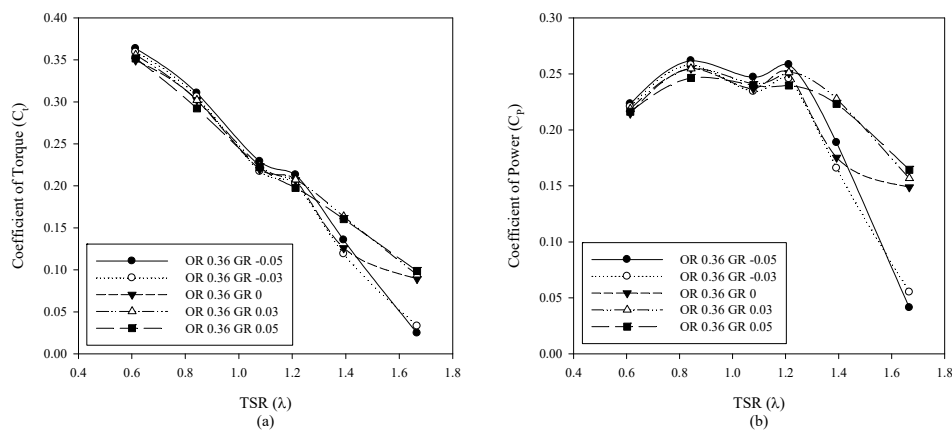 Coefficient of Torque (Ct)
0.40
0.35
0.30
0.25
0.20
0.15
0.10
0.05
0.00
OR 0.36 GR -0.05
OR 0.36 GR -0.03
OR 0.36 GR 0
OR 0.36 GR 0.03
OR 0.36 GR 0.05
0.4 0.6 0.8 1.0 1.2 1.4 1.6 1.8
TSR (λ)
(a)
Coefficient of Power (CP)
0.30
0.25
0.20
0.15
0.10
0.05
0.00
OR 0.36 GR -0.05
OR 0.36 GR -0.03
OR 0.36 GR 0
OR 0.36 GR 0.03
OR 0.36 GR 0.05
0.4 0.6 0.8 1.0 1.2 1.4 1.6 1.8
TSR (λ)
(b)